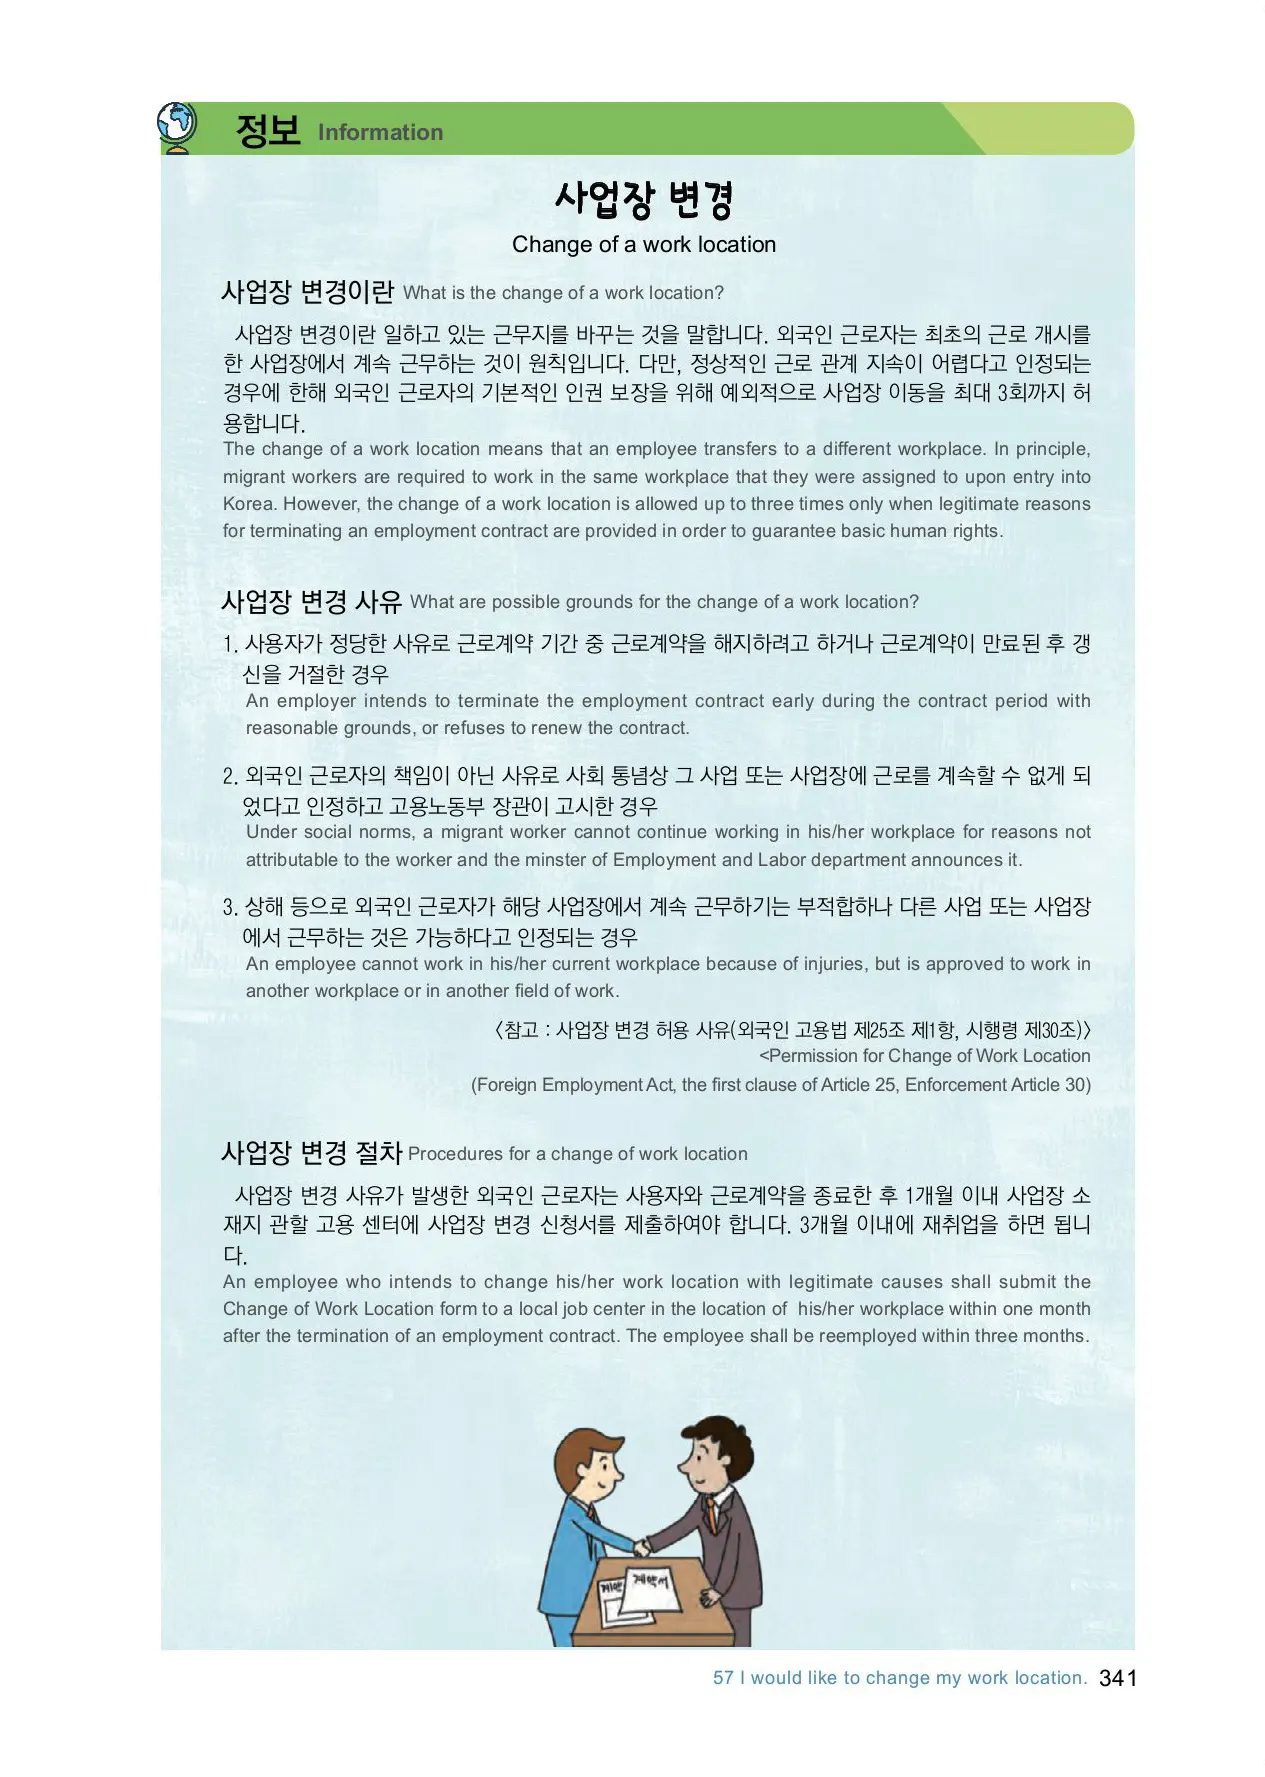 정보 Information
사업장 변경
Change of a work location
사업장 변경이란 What is the change of a work location?
사업장 변경이란 일하고 있는 근무지를 바꾸는 것을 말합니다. 외국인 근로자는 최초의 근로 개시를
한 사업장에서 계속 근무하는 것이 원칙입니다. 다만, 정상적인 근로 관계 지속이 어렵다고 인정되는
경우에 한해 외국인 근로자의 기본적인 인권 보장을 위해 예외적으로 사업장 이동을 최대 3회까지 허
용합니다.
The change of a work location means that an employee transfers to a different workplace. In principle,
migrant workers are required to work in the same workplace that they were assigned to upon entry into
Korea. However, the change of a work location is allowed up to three times only when legitimate reasons
for terminating an employment contract are provided in order to guarantee basic human rights.
사업장 변경 사유 What are possible grounds for the change of a work location?
1. 사용자가 정당한 사유로 근로계약 기간 중 근로계약을 해지하려고 하거나 근로계약이 만료된 후 갱
신을 거절한 경우
An employer intends to terminate the employment contract early during the contract period with
reasonable grounds, or refuses to renew the contract.
2. 외국인 근로자의 책임이 아닌 사유로 사회 통념상 그 사업 또는 사업장에 근로를 계속할 수 없게 되
었다고 인정하고 고용노동부 장관이 고시한 경우
Under social norms, a migrant worker cannot continue working in his/her workplace for reasons not
attributable to the worker and the minster of Employment and Labor department announces it.
3. 상해 등으로 외국인 근로자가 해당 사업장에서 계속 근무하기는 부적합하나 다른 사업 또는 사업장
에서 근무하는 것은 가능하다고 인정되는 경우
An employee cannot work in his/her current workplace because of injuries, but is approved to work in
another workplace or in another field of work.
<참고 : 사업장 변경 허용 사유(외국인 고용법 제25조 제1항, 시행령 제30조)>
<Permission for Change of Work Location
(Foreign Employment Act, the first clause of Article 25, Enforcement Article 30)
사업장 변경 절차 Procedures for a change of work location
사업장 변경 사유가 발생한 외국인 근로자는 사용자와 근로계약을 종료한 후 1개월 이내 사업장 소
재지 관할 고용 센터에 사업장 변경 신청서를 제출하여야 합니다. 3개월 이내에 재취업을 하면 됩니
다.
An employee who intends to change his/her work location with legitimate causes shall submit the
Change of Work Location form to a local job center in the location of his/her workplace within one month
after the termination of an employment contract. The employee shall be reemployed within three months.
계약 계약서
57 I would like to change my work location. 341